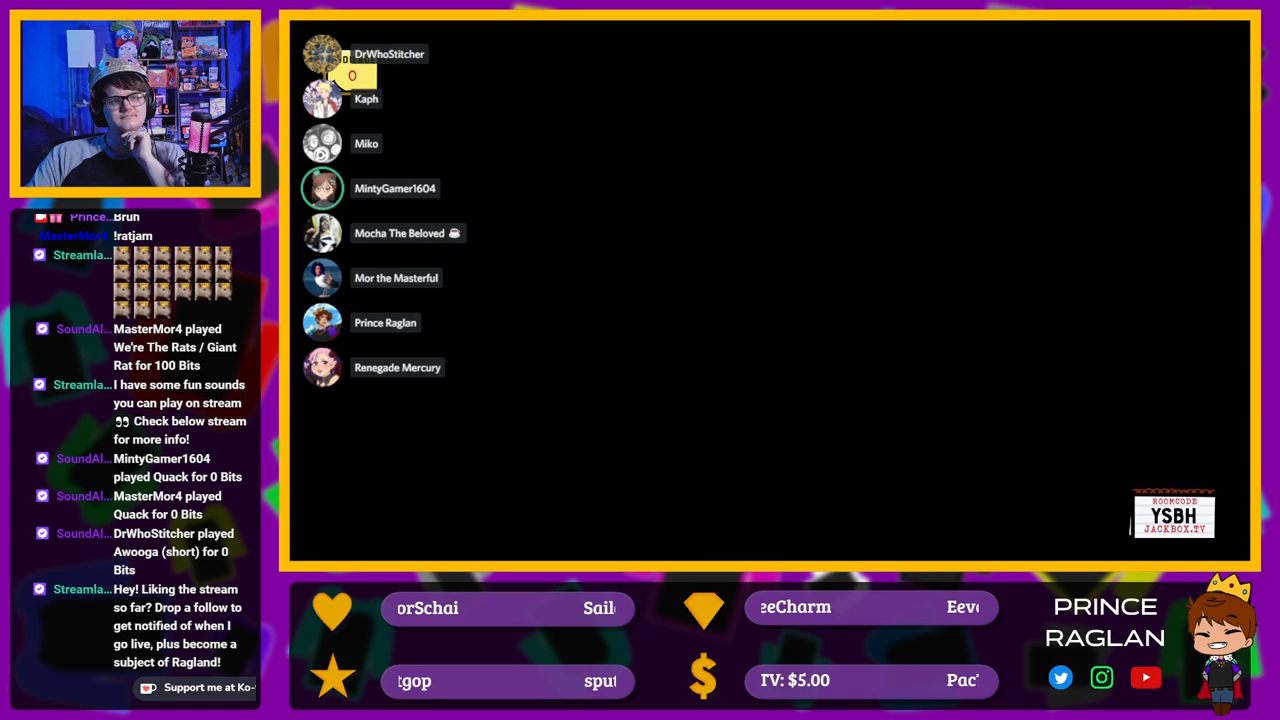 Prince... Bruh
MasterMor4 !ratjam
Streamla...
SoundAl... MasterMor4 played
We're The Rats / Giant
Rat for 100 Bits
Streamla... I have some fun sounds
you can play on stream
👀 Check below stream
for more info!
SoundAl... MintyGamer1604
played Quack for 0 Bits
SoundAl... MasterMor4 played
Quack for 0 Bits
SoundAl... DrWhoStitcher played
Awooga (short) for 0
Bits
Streamla... Hey! Liking the stream
so far? Drop a follow to
get notified of when I
go live, plus become a
subject of Ragland!
Support me at Ko-
DrWhoStitcher
0
Kaph
Miko
MintyGamer1604
Mocha The Beloved ☕
Mor the Masterful
Prince Raglan
Renegade Mercury
ROOMCODE
YSBH
JACKBOX.TV
orSchai Sail
eeCharm Eev
tgop sput
TV: $5.00 Pac
PRINCE
RAGLAN